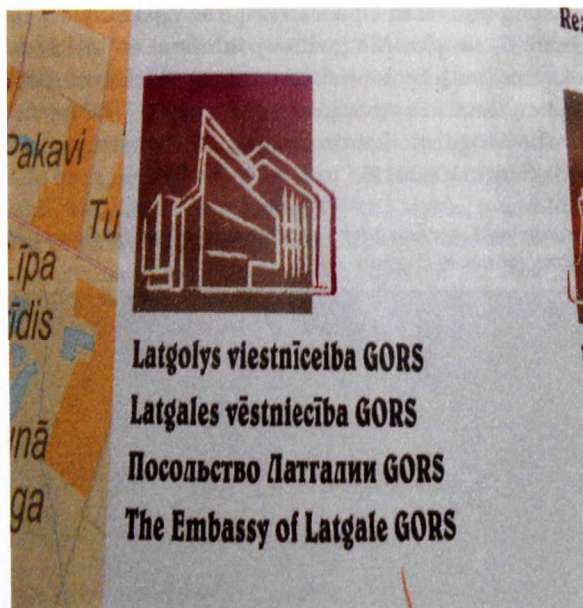 Pakavi
Tu
Līpa
īdis
ņnā
ga
Latgolys viestnīceiba GORS
Latgales vēstniecība GORS
Посольство Латгалии GORS
The Embassy of Latgale GORS